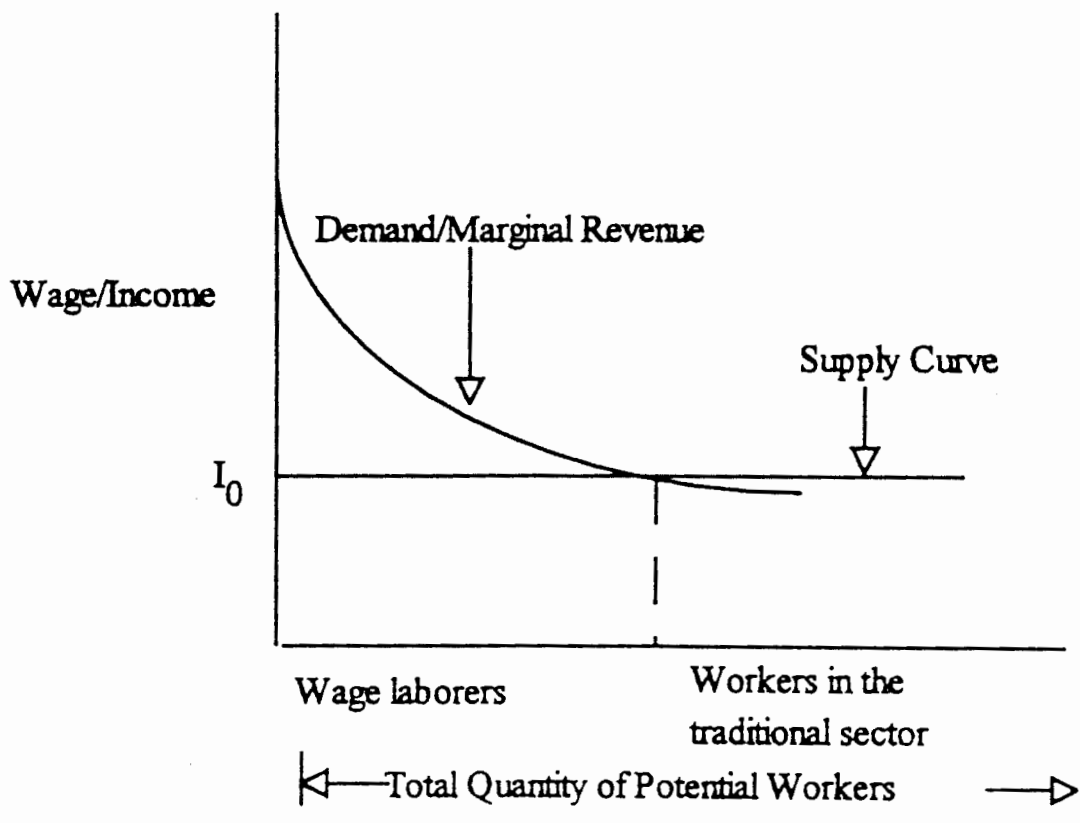 Demand/Marginal Revenue
Wage/Income
Supply Curve
I0
Wage laborers
Workers in the
traditional sector
Total Quantity of Potential Workers